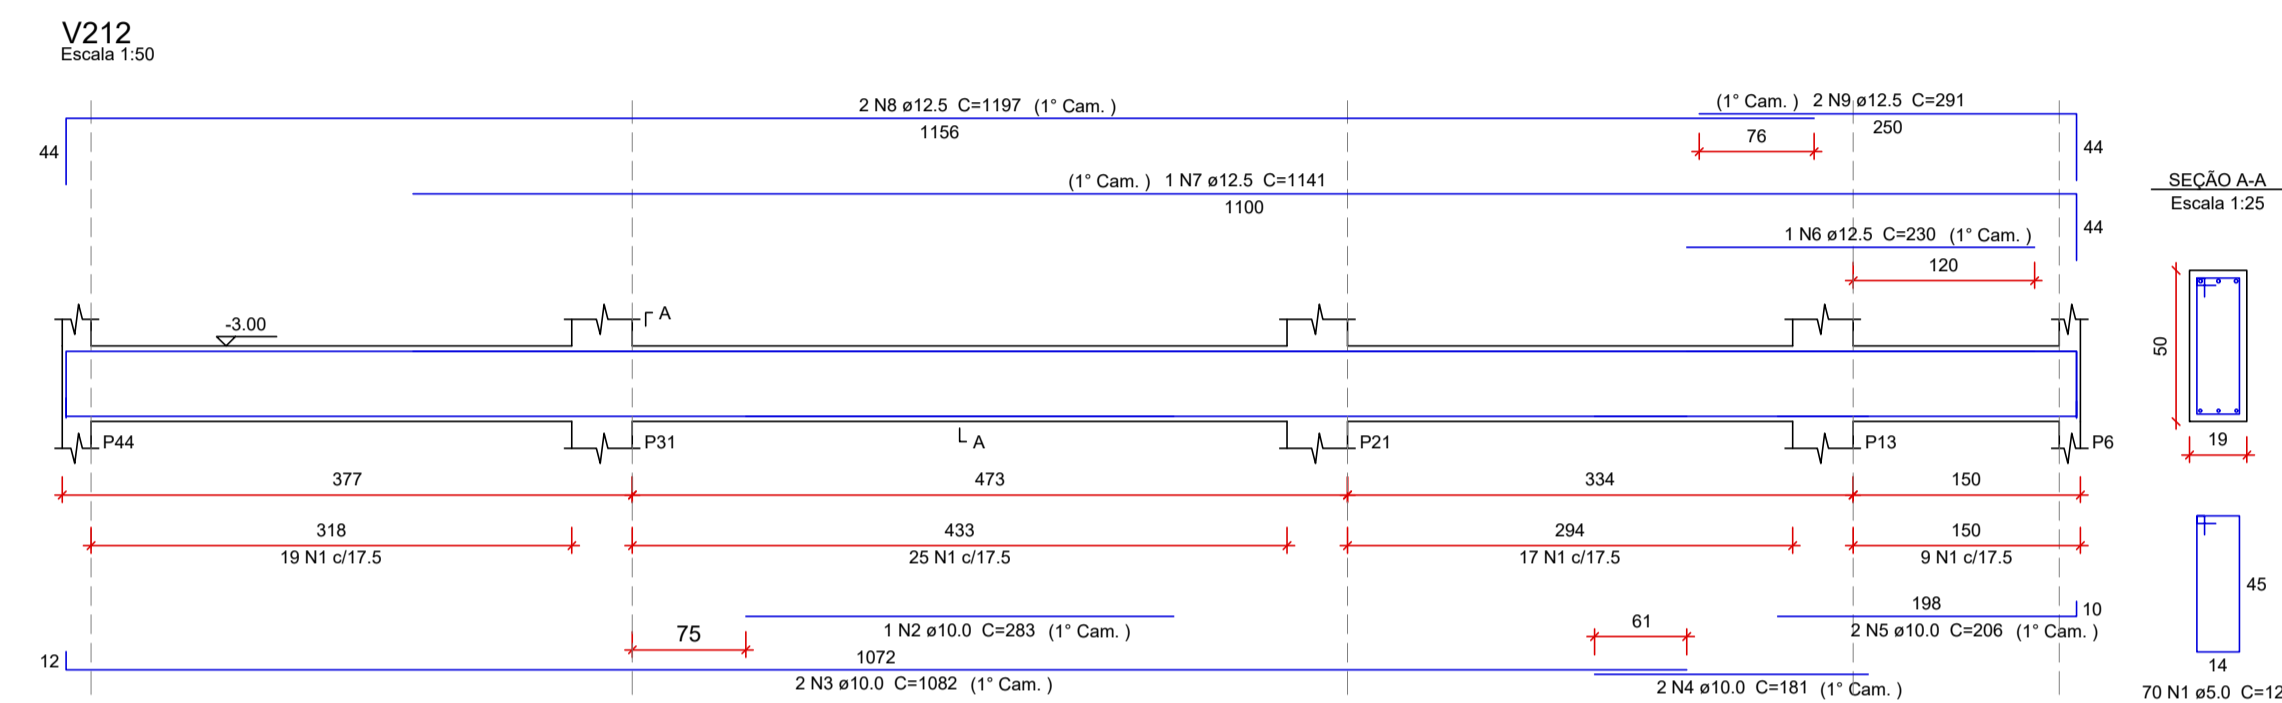 V212
Escala 1:50
2 N8 ø12.5 C=1197 (1° Cam. )
(1° Cam. ) 2 N9 ø12.5 C=291
1156
250
76
44
44
(1° Cam. ) 1 N7 ø12.5 C=1141
1100
44
SEÇÃO A-A
Escala 1:25
1 N6 ø12.5 C=230 (1° Cam. )
120
-3.00
A
50
P44
P31
A
P21
P13
P6
19
377
473
334
150
318
433
294
150
19 N1 c/17.5
25 N1 c/17.5
17 N1 c/17.5
9 N1 c/17.5
45
198
10
75
1 N2 ø10.0 C=283 (1° Cam. )
61
2 N5 ø10.0 C=206 (1° Cam. )
12
1072
14
2 N3 ø10.0 C=1082 (1° Cam. )
2 N4 ø10.0 C=181 (1° Cam. )
70 N1 ø5.0 C=12